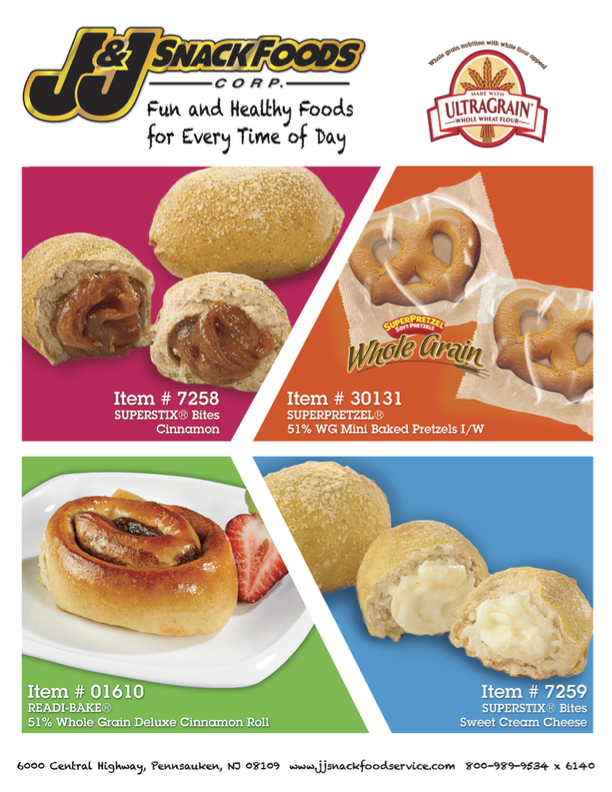 J&J SNACK FOODS
CORP.
Fun and Healthy Foods
for Every Time of Day
Whole grain nutrition with white flour appeal
MADE WITH
ULTRAGRAIN®
WHOLE WHEAT FLOUR
Item # 7258
SUPERSTIX® Bites
Cinnamon
SUPERPRETZEL
SOFT PRETZELS
Whole Grain
Item # 30131
SUPERPRETZEL®
51% WG Mini Baked Pretzels I/W
Item # 01610
READI-BAKE®
51% Whole Grain Deluxe Cinnamon Roll
Item # 7259
SUPERSTIX® Bites
Sweet Cream Cheese
6000 Central Highway, Pennsauken, NJ 08109 www.jjsnackfoodservice.com 800-989-9534 x 6140